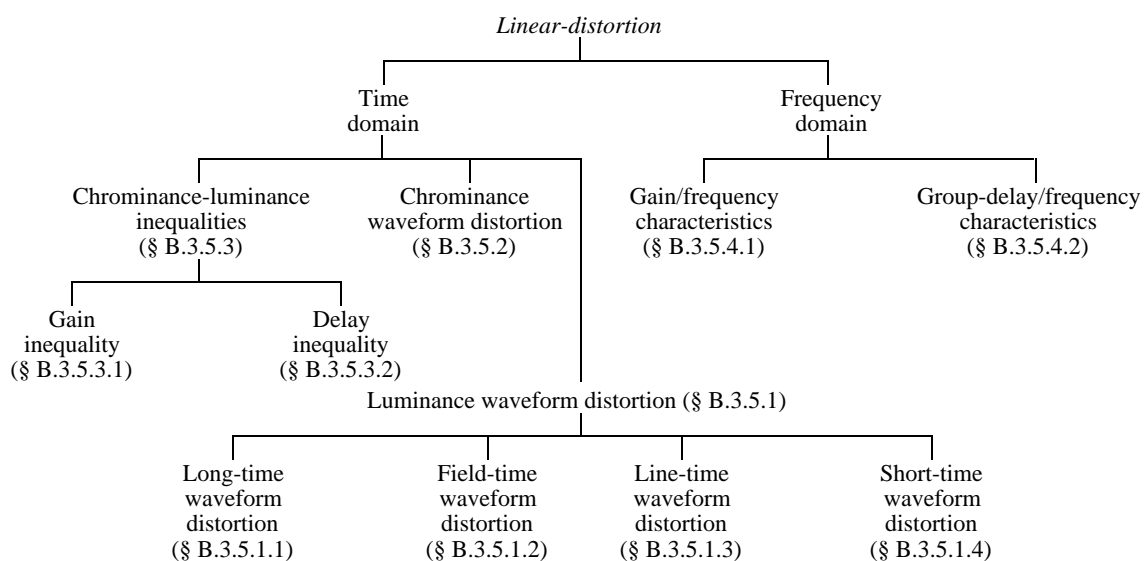 Linear-distortion
Time
domain
Frequency
domain
Chrominance-luminance
inequalities
(§ B.3.5.3)
Chrominance
waveform distortion
(§ B.3.5.2)
Gain/frequency
characteristics
(§ B.3.5.4.1)
Group-delay/frequency
characteristics
(§ B.3.5.4.2)
Gain
inequality
(§ B.3.5.3.1)
Delay
inequality
(§ B.3.5.3.2)
Luminance waveform distortion (§ B.3.5.1)
Long-time
waveform
distortion
(§ B.3.5.1.1)
Field-time
waveform
distortion
(§ B.3.5.1.2)
Line-time
waveform
distortion
(§ B.3.5.1.3)
Short-time
waveform
distortion
(§ B.3.5.1.4)